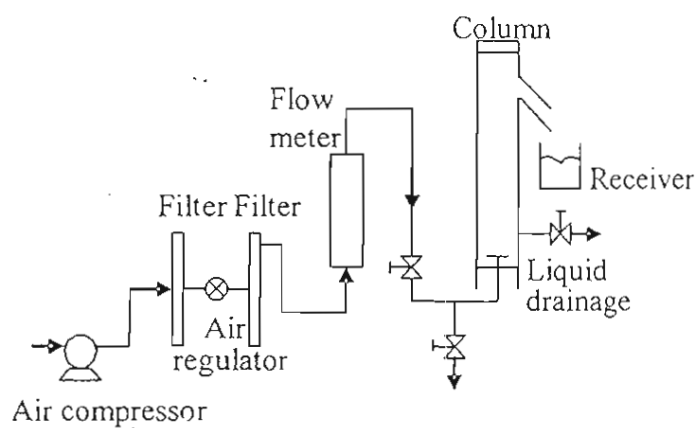 Column
Flow
meter
Receiver
Filter Filter
Liquid
drainage
Air
regulator
Air compressor